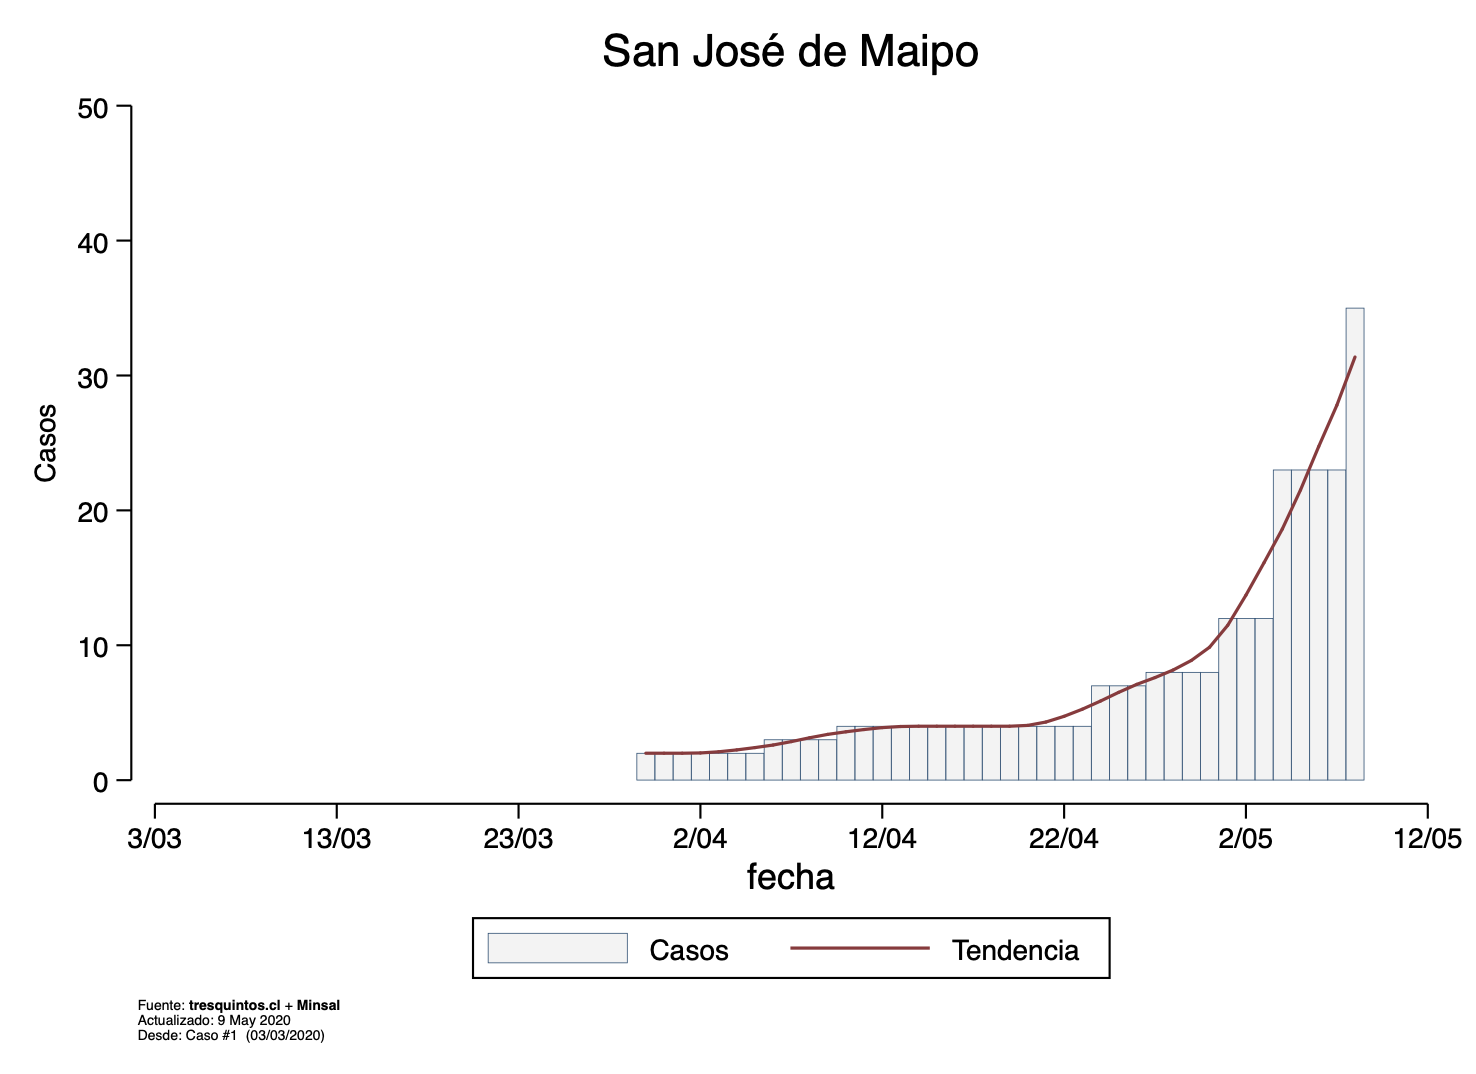 San José de Maipo
50
40
30
20
10
0
Casos
3/03 13/03 23/03 2/04 12/04 22/04 2/05 12/05
fecha
Casos Tendencia
Fuente: tresquintos.cl + Minsal
Actualizado: 9 May 2020
Desde: Caso #1 (03/03/2020)